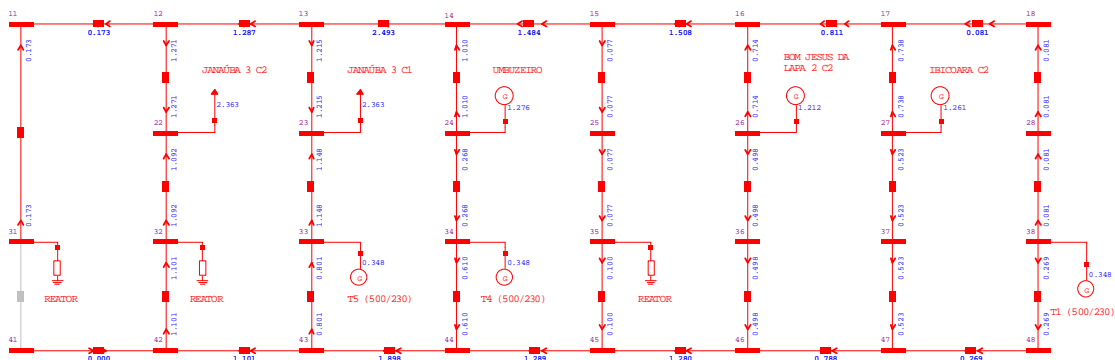 11 12 13 14 15 16 17 18
0.173 1.287 2.493 1.484 1.508 0.811 0.081
0.173 1.271 1.215 1.010 0.077 0.714 0.738 0.081
JANAÚBA 3 C2
JANAÚBA 3 C1
UMBUZEIRO
BOM JESUS DA
LAPA 2 C2
IBICOARA C2
G G G
2.363 2.363 1.276 1.212 1.261
1.271 1.215 1.010 0.077 0.714 0.738 0.081
22 23 24 25 26 27 28
1.092 1.148 0.268 0.077 0.498 0.523 0.081
0.173 1.092 1.148 0.268 0.077 0.498 0.523 0.081
31 32 33 34 35 36 37 38
0.348 0.348 0.348
1.101 0.801 0.610 0.100 0.498 0.523 0.269
G G G
REATOR
REATOR
T5 (500/230)
T4 (500/230)
REATOR
T1 (500/230)
1.101 0.801 0.610 0.100 0.498 0.523 0.269
41 42 43 44 45 46 47 48
0.000 1.101 1.898 1.289 1.280 0.788 0.269